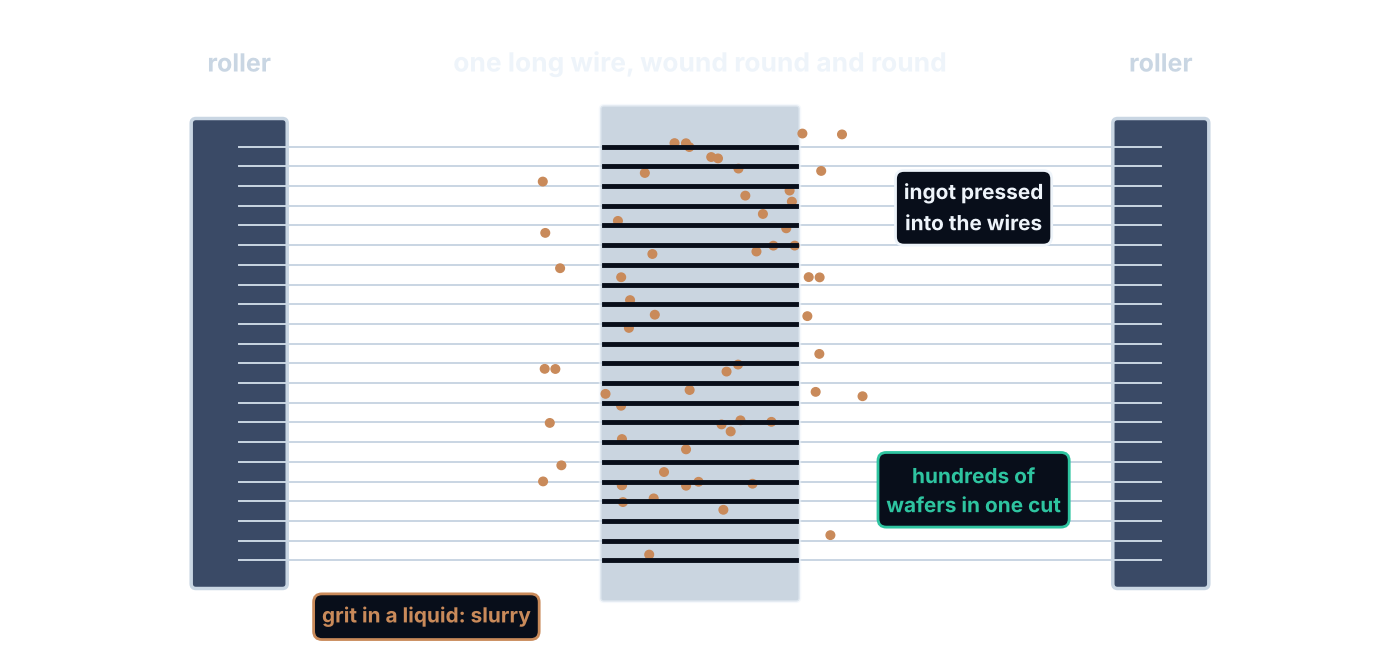 roller
one long wire, wound round and round
roller
ingot pressed
into the wires
hundreds of
wafers in one cut
grit in a liquid: slurry